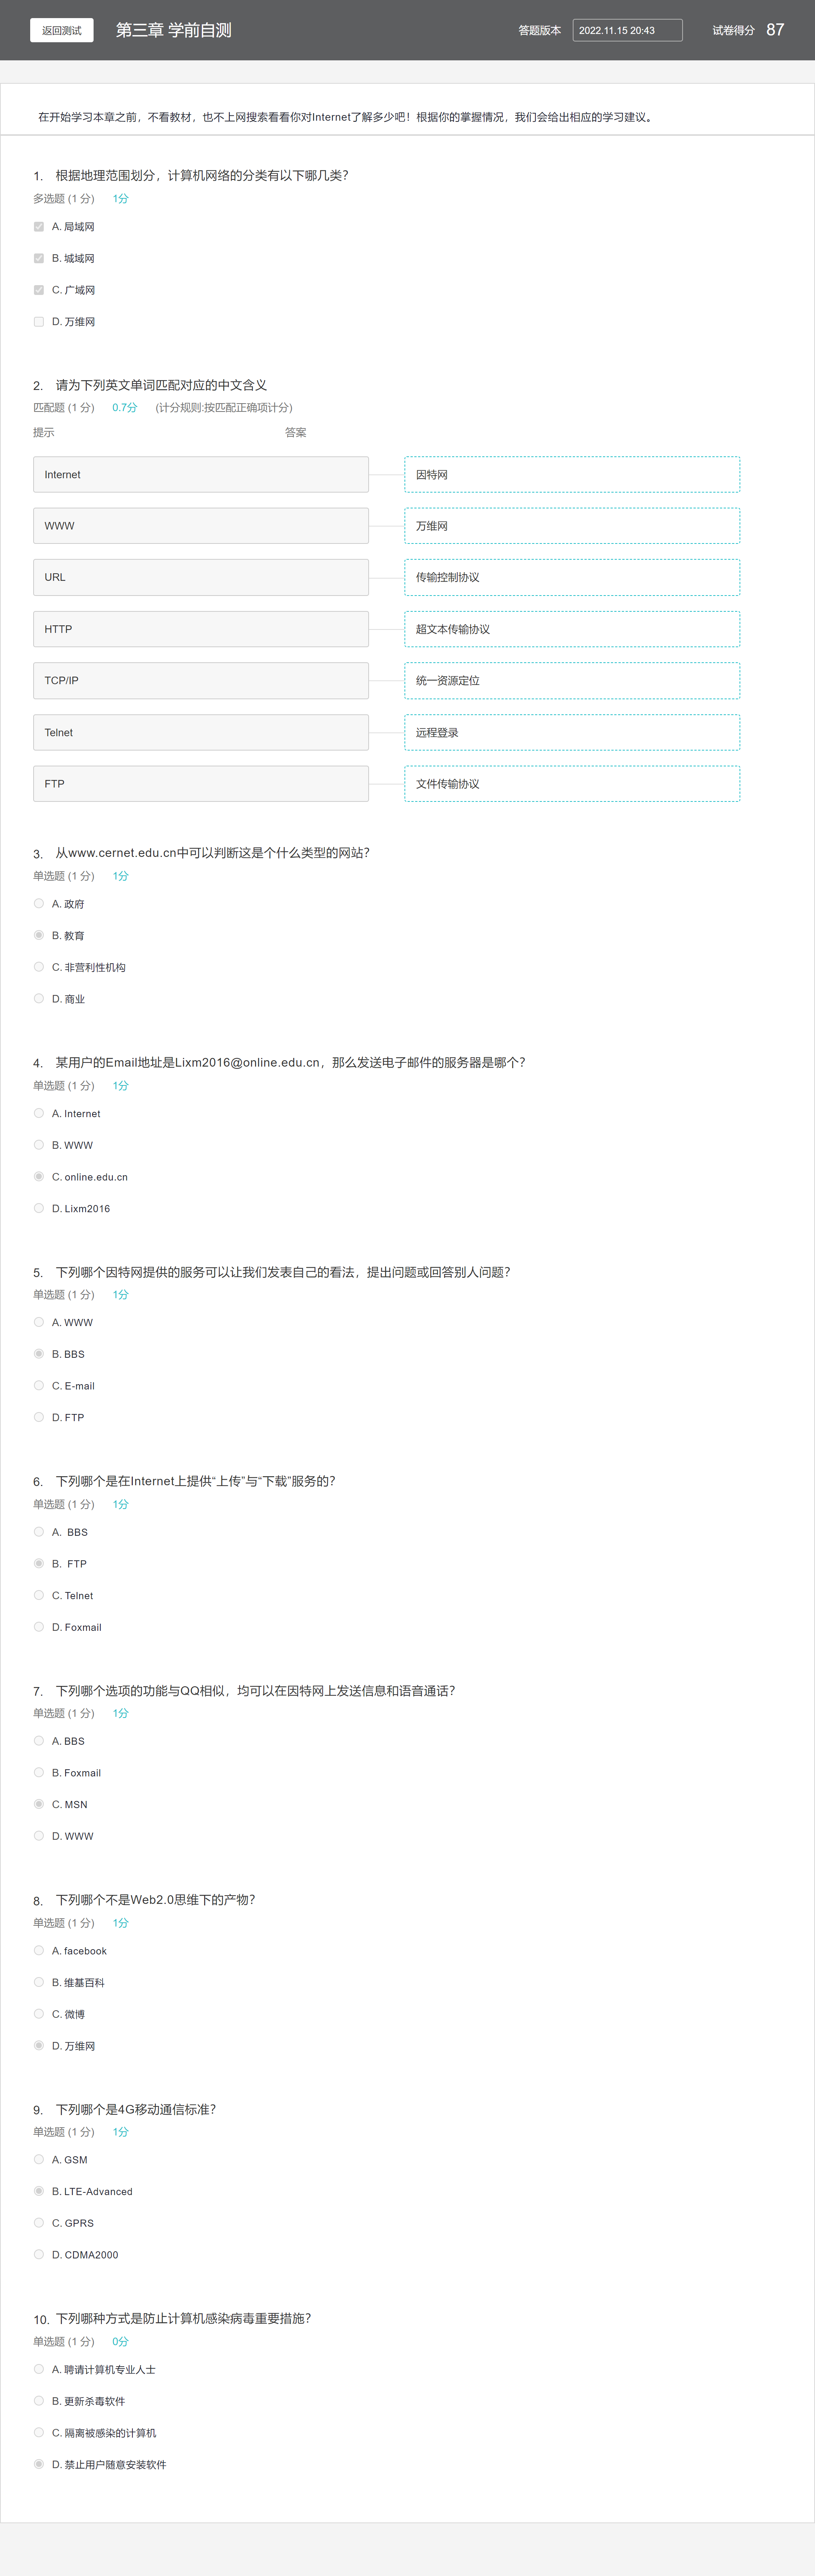 返回测试 第三章 学前自测 答题版本 2022.11.15 20:43 试卷得分 87
在开始学习本章之前，不看教材，也不上网搜索看看你对Internet了解多少吧！根据你的掌握情况，我们会给出相应的学习建议。
1. 根据地理范围划分，计算机网络的分类有以下哪几类？
多选题 (1 分) 1分
A. 局域网
B. 城域网
C. 广域网
D. 万维网
2. 请为下列英文单词匹配对应的中文含义
匹配题 (1 分) 0.7分 (计分规则:按匹配正确项计分)
提示 答案
Internet 因特网
WWW 万维网
URL 传输控制协议
HTTP 超文本传输协议
TCP/IP 统一资源定位
Telnet 远程登录
FTP 文件传输协议
3. 从www.cernet.edu.cn中可以判断这是个什么类型的网站？
单选题 (1 分) 1分
A. 政府
B. 教育
C. 非营利性机构
D. 商业
4. 某用户的Email地址是Lixm2016@online.edu.cn，那么发送电子邮件的服务器是哪个？
单选题 (1 分) 1分
A. Internet
B. WWW
C. online.edu.cn
D. Lixm2016
5. 下列哪个因特网提供的服务可以让我们发表自己的看法，提出问题或回答别人问题？
单选题 (1 分) 1分
A. WWW
B. BBS
C. E-mail
D. FTP
6. 下列哪个是在Internet上提供“上传”与“下载”服务的？
单选题 (1 分) 1分
A. BBS
B. FTP
C. Telnet
D. Foxmail
7. 下列哪个选项的功能与QQ相似，均可以在因特网上发送信息和语音通话？
单选题 (1 分) 1分
A. BBS
B. Foxmail
C. MSN
D. WWW
8. 下列哪个不是Web2.0思维下的产物？
单选题 (1 分) 1分
A. facebook
B. 维基百科
C. 微博
D. 万维网
9. 下列哪个是4G移动通信标准？
单选题 (1 分) 1分
A. GSM
B. LTE-Advanced
C. GPRS
D. CDMA2000
10. 下列哪种方式是防止计算机感染病毒重要措施？
单选题 (1 分) 0分
A. 聘请计算机专业人士
B. 更新杀毒软件
C. 隔离被感染的计算机
D. 禁止用户随意安装软件